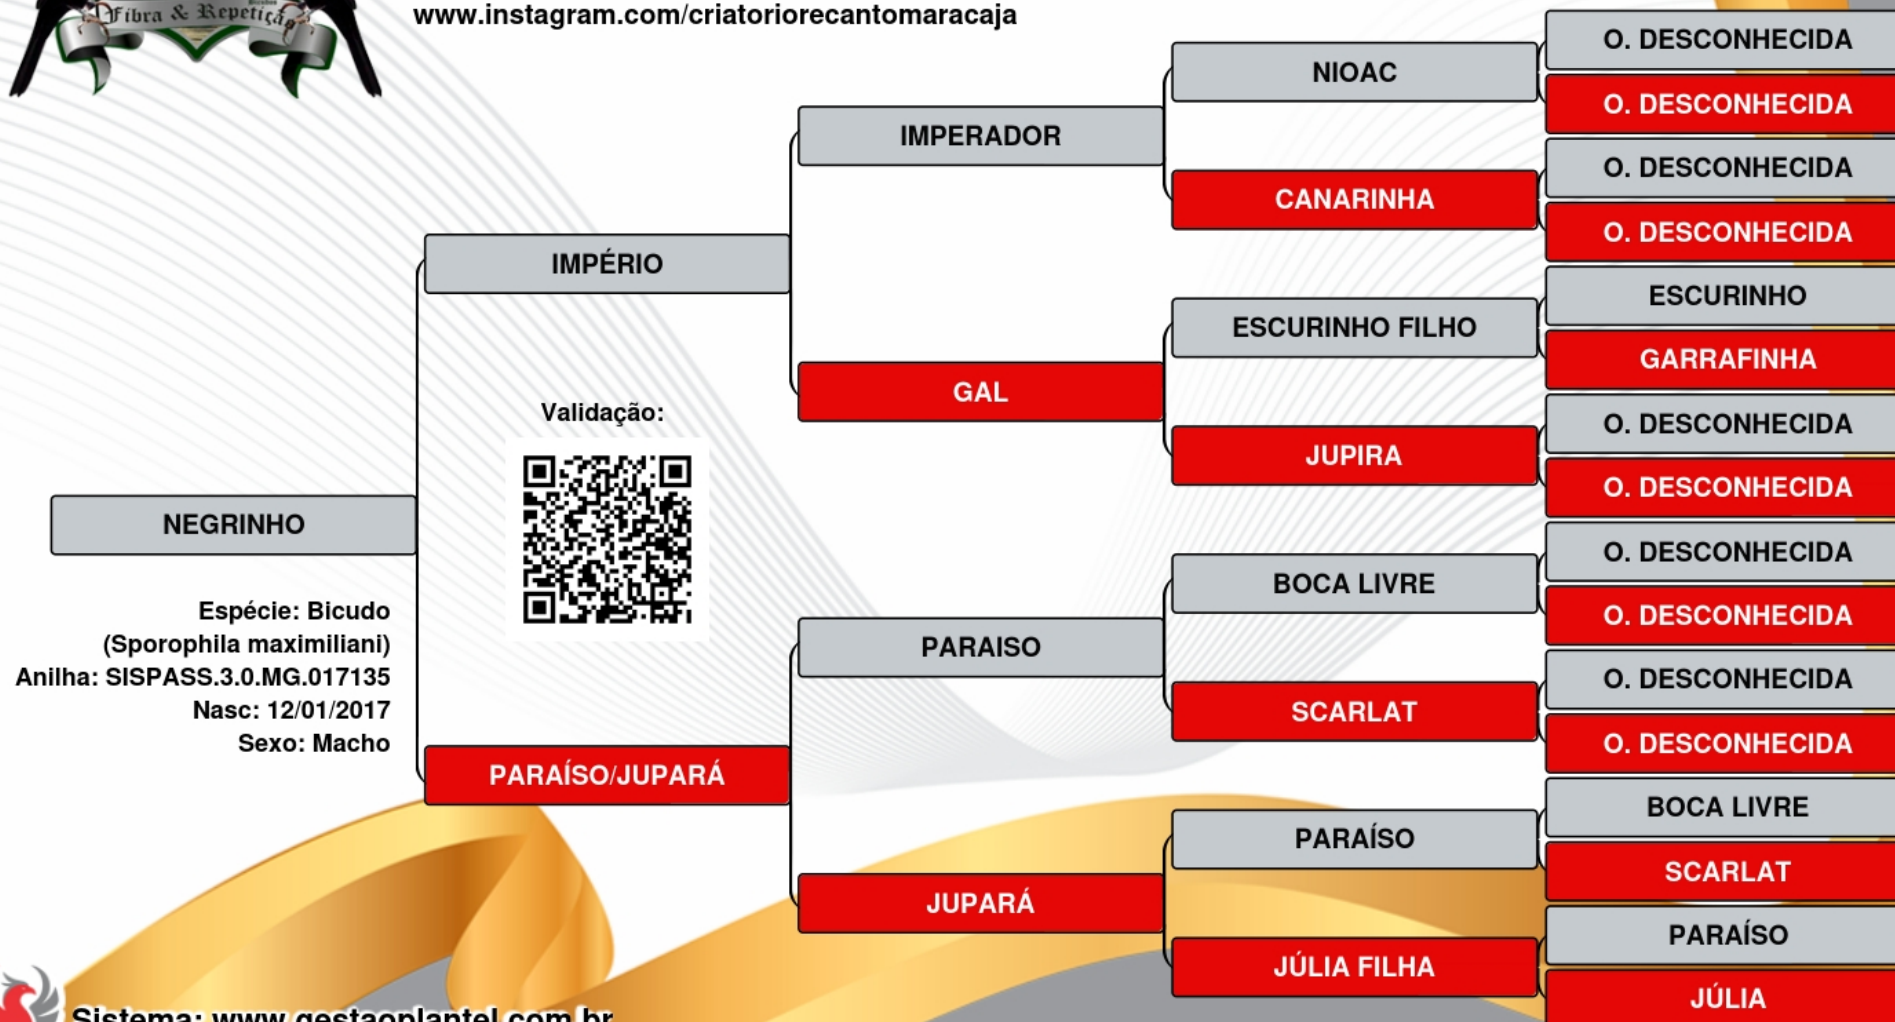 Bicudos
Fibra & Repetição
www.instagram.com/criatoriorecantomaracaja
NEGRINHO
Espécie: Bicudo
(Sporophila maximiliani)
Anilha: SISPASS.3.0.MG.017135
Nasc: 12/01/2017
Sexo: Macho
IMPÉRIO
Validação:
PARAÍSO/JUPARÁ
IMPERADOR
GAL
PARAISO
JUPARÁ
NIOAC
CANARINHA
ESCURINHO FILHO
JUPIRA
BOCA LIVRE
SCARLAT
PARAÍSO
JÚLIA FILHA
O. DESCONHECIDA
O. DESCONHECIDA
O. DESCONHECIDA
O. DESCONHECIDA
ESCURINHO
GARRAFINHA
O. DESCONHECIDA
O. DESCONHECIDA
O. DESCONHECIDA
O. DESCONHECIDA
O. DESCONHECIDA
O. DESCONHECIDA
BOCA LIVRE
SCARLAT
PARAÍSO
JÚLIA
Sistema: www.gestaoplantel.com.br